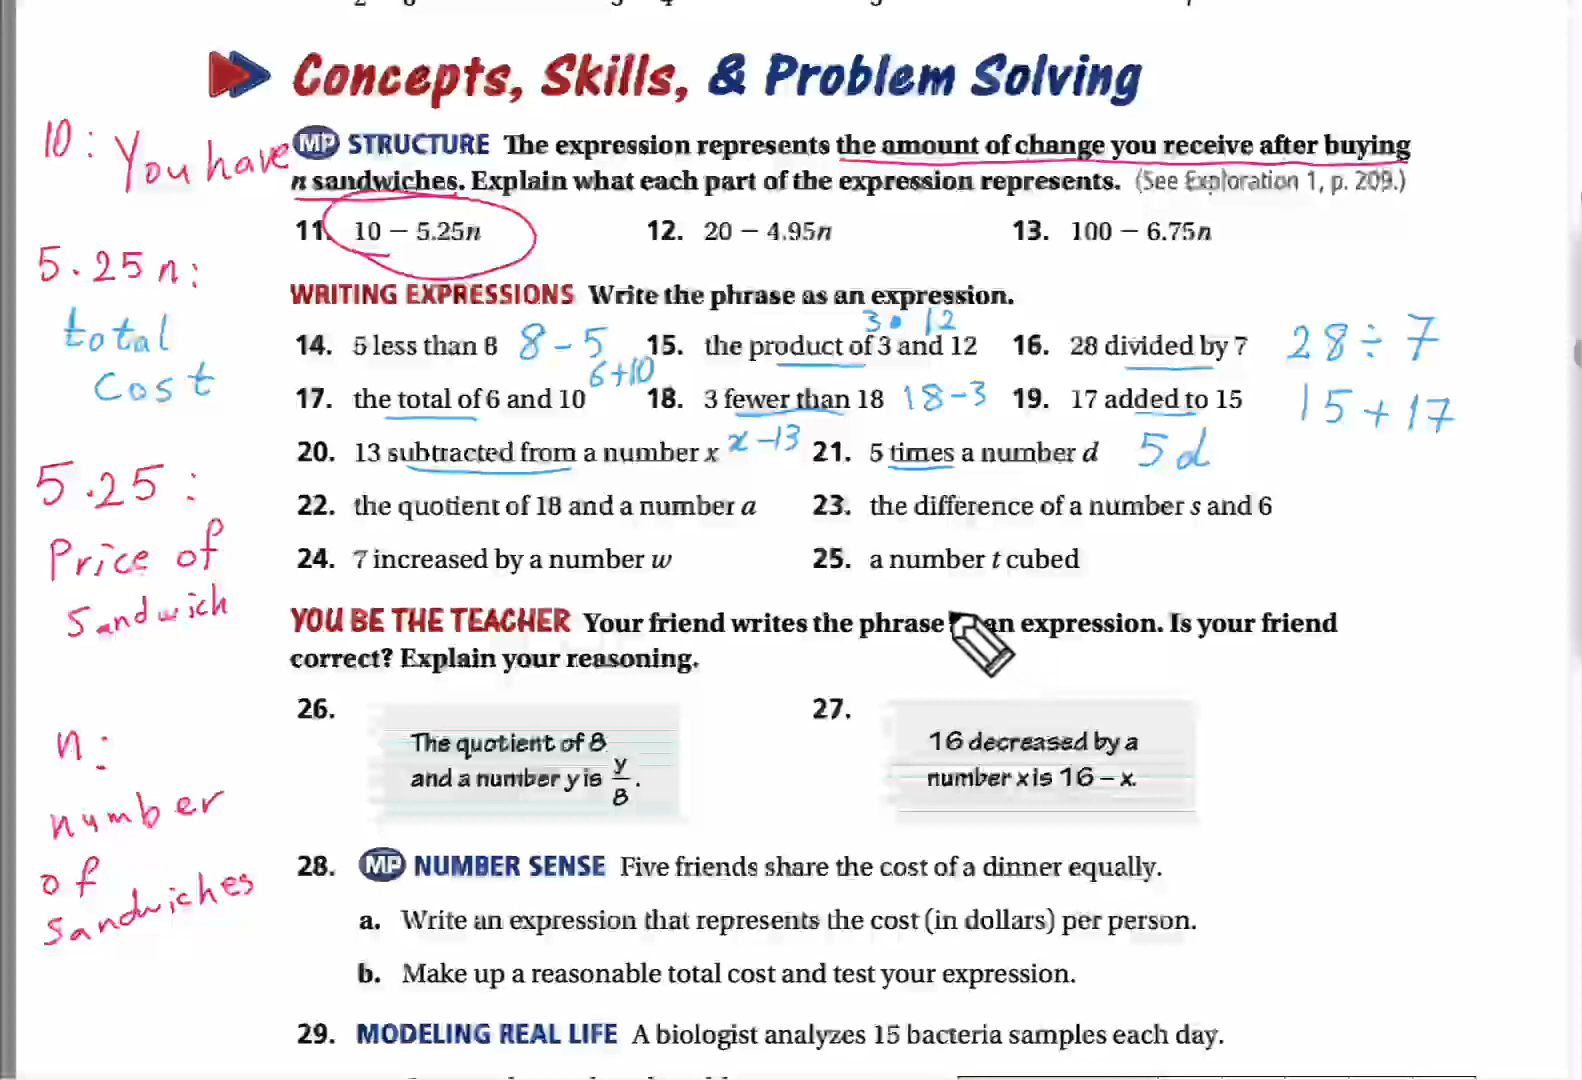 Concepts, Skills, & Problem Solving
10: You have
MP STRUCTURE The expression represents the amount of change you receive after buying
n sandwiches. Explain what each part of the expression represents. (See Exploration 1, p. 209.)
11. 10 − 5.25n 12. 20 − 4.95n 13. 100 − 6.75n
5.25n:
total
cost
WRITING EXPRESSIONS Write the phrase as an expression.
14. 5 less than 8 8 - 5 15. the product of 3 and 12 3 • 12 16. 28 divided by 7 28 ÷ 7
17. the total of 6 and 10 6+10 18. 3 fewer than 18 18-3 19. 17 added to 15 15 + 17
20. 13 subtracted from a number x x -13 21. 5 times a number d 5d
5.25:
Price of
Sandwich
22. the quotient of 18 and a number a 23. the difference of a number s and 6
24. 7 increased by a number w 25. a number t cubed
YOU BE THE TEACHER Your friend writes the phrase an expression. Is your friend
correct? Explain your reasoning.
26. 27.
The quotient of 8
and a number y is y/8.
16 decreased by a
number x is 16 − x.
n:
number
of
sandwiches
28. MP NUMBER SENSE Five friends share the cost of a dinner equally.
a. Write an expression that represents the cost (in dollars) per person.
b. Make up a reasonable total cost and test your expression.
29. MODELING REAL LIFE A biologist analyzes 15 bacteria samples each day.